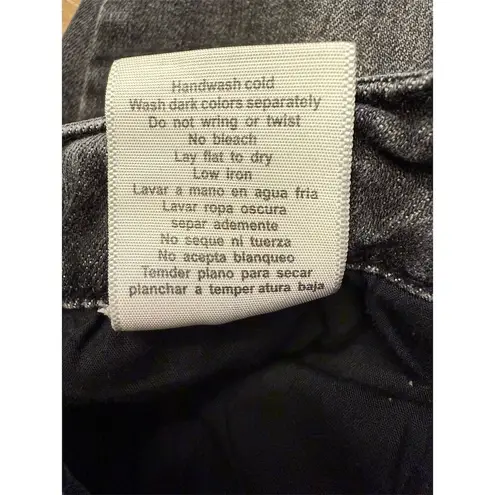 Handwash cold
Wash dark colors separately
Do not wring or twist
No bleach
Lay flat to dry
Low iron
Lavar a mano en agua fria
Lavar ropa oscura
separ ademente
No seque ni tuerza
No acepta blanqueo
Temder plano para secar
planchar a temper atura baja